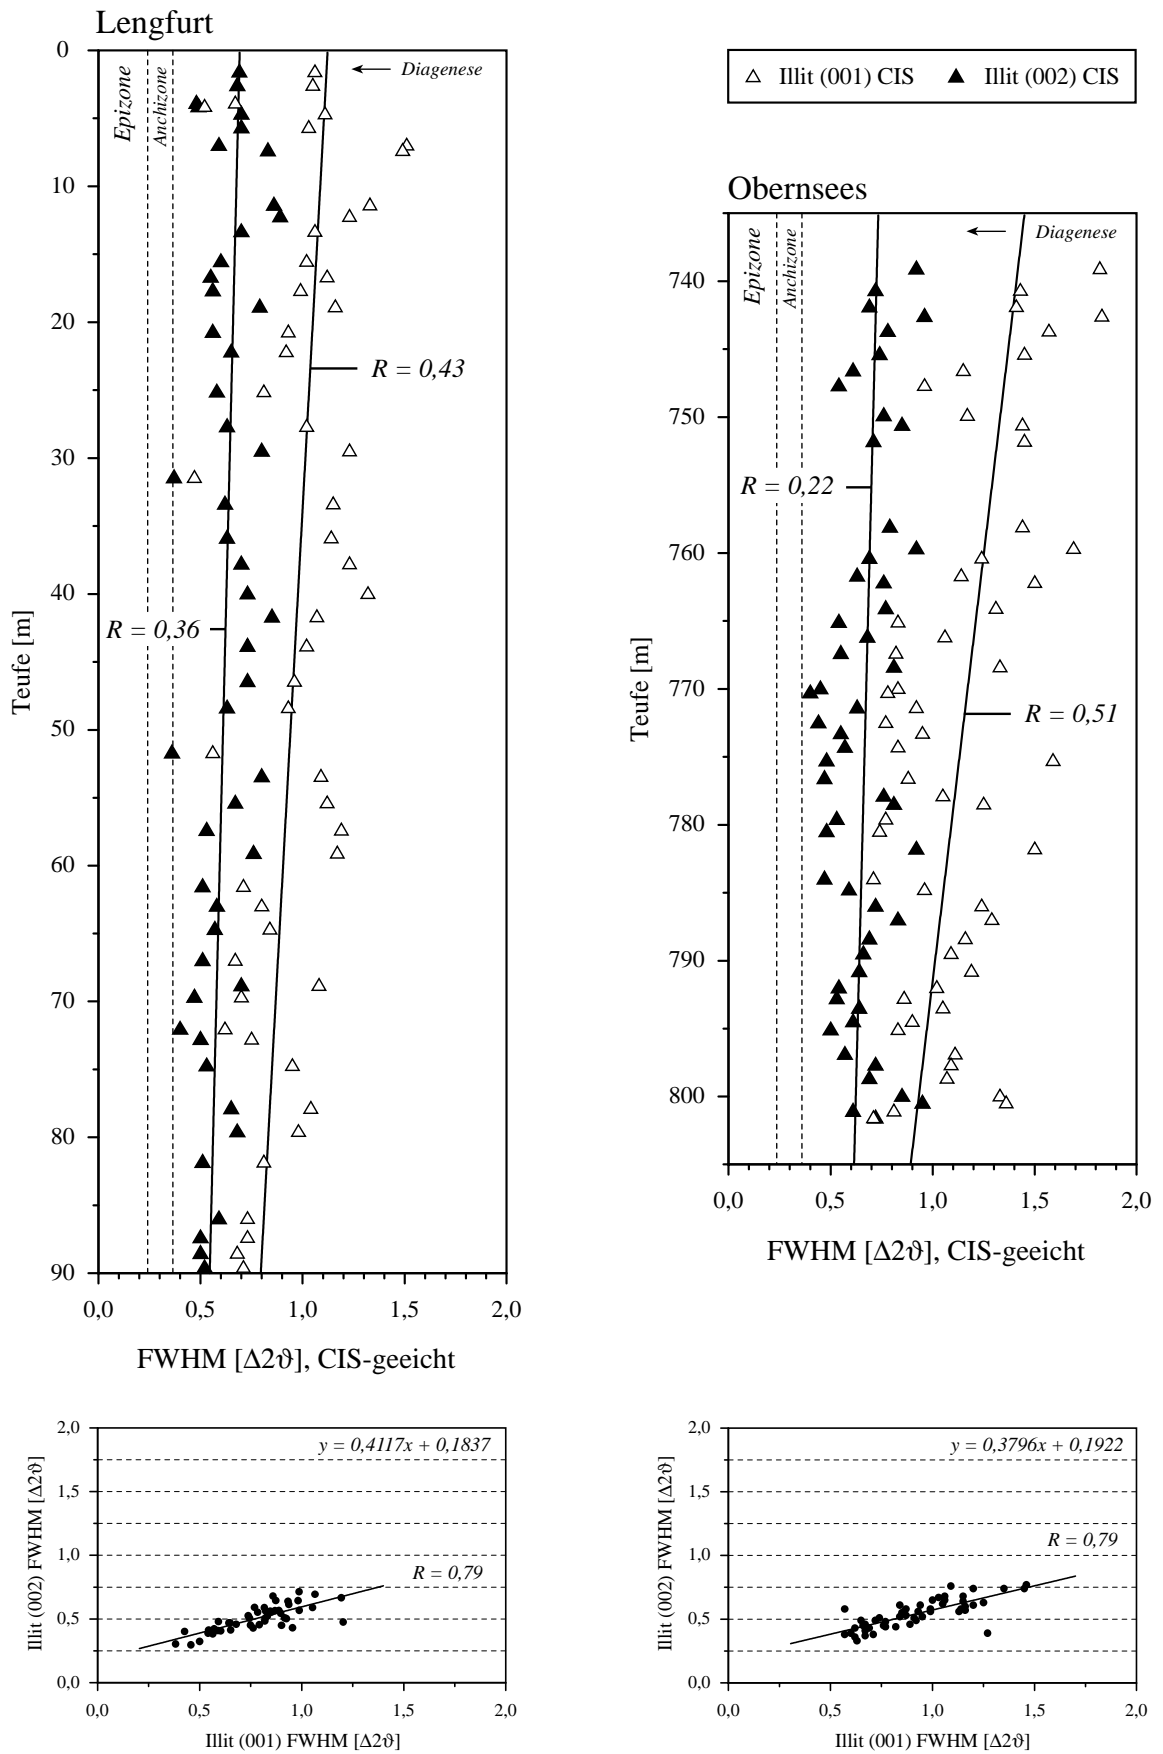 Lengfurt
0
10
20
30
40
50
60
70
80
90
Teufe [m]
Epizone
Anchizone
Diagenese
R = 0,43
R = 0,36
0,0
0,5
1,0
1,5
2,0
FWHM [Δ2ϑ], CIS-geeicht
Illit (001) CIS
Illit (002) CIS
Obernsees
740
750
760
770
780
790
800
Teufe [m]
Epizone
Anchizone
Diagenese
R = 0,22
R = 0,51
0,0
0,5
1,0
1,5
2,0
FWHM [Δ2ϑ], CIS-geeicht
2,0
1,5
1,0
0,5
0,0
Illit (002) FWHM [Δ2ϑ]
y = 0,4117x + 0,1837
R = 0,79
0,0
0,5
1,0
1,5
2,0
Illit (001) FWHM [Δ2ϑ]
2,0
1,5
1,0
0,5
0,0
Illit (002) FWHM [Δ2ϑ]
y = 0,3796x + 0,1922
R = 0,79
0,0
0,5
1,0
1,5
2,0
Illit (001) FWHM [Δ2ϑ]